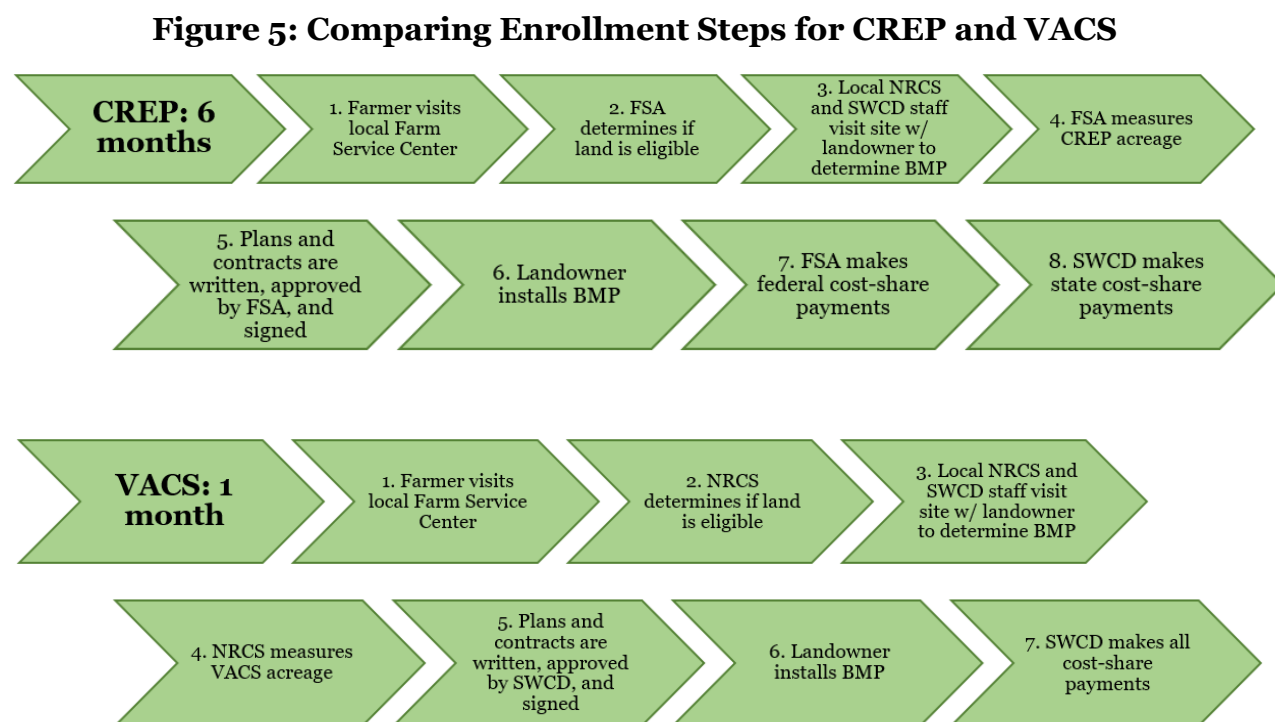 Figure 5: Comparing Enrollment Steps for CREP and VACS
CREP: 6
months
1. Farmer visits
local Farm
Service Center
2. FSA
determines if
land is eligible
3. Local NRCS
and SWCD staff
visit site w/
landowner to
determine BMP
4. FSA measures
CREP acreage
5. Plans and
contracts are
written, approved
by FSA, and
signed
6. Landowner
installs BMP
7. FSA makes
federal cost-share
payments
8. SWCD makes
state cost-share
payments
VACS: 1
month
1. Farmer visits
local Farm Service
Center
2. NRCS
determines if land
is eligible
3. Local NRCS and
SWCD staff visit
site w/ landowner
to determine BMP
4. NRCS measures
VACS acreage
5. Plans and
contracts are
written, approved
by SWCD, and
signed
6. Landowner
installs BMP
7. SWCD makes all
cost-share
payments